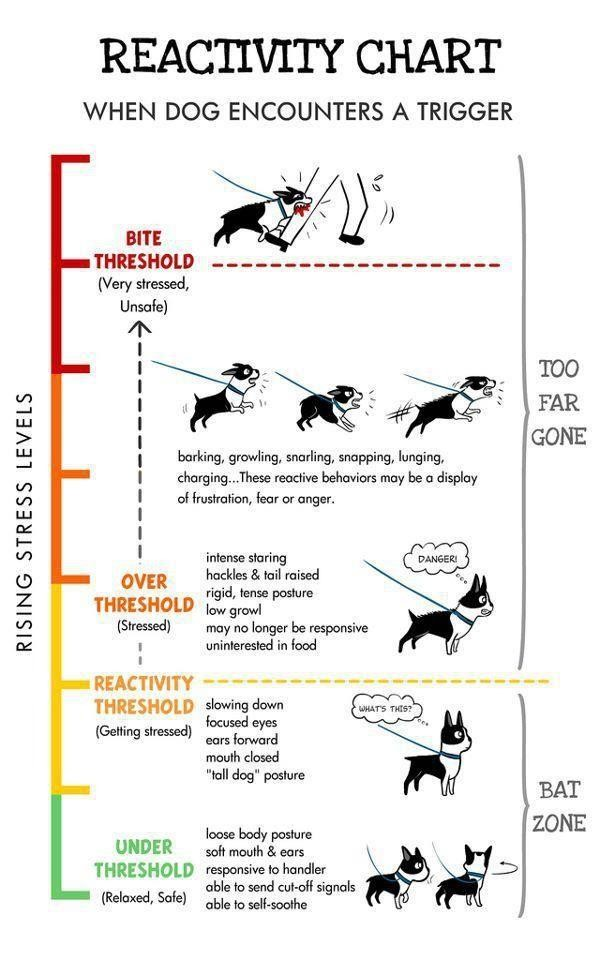 REACTIVITY CHART
WHEN DOG ENCOUNTERS A TRIGGER
RISING STRESS LEVELS
BITE
THRESHOLD
(Very stressed,
Unsafe)
TOO
FAR
GONE
barking, growling, snarling, snapping, lunging,
charging...These reactive behaviors may be a display
of frustration, fear or anger.
OVER
THRESHOLD
(Stressed)
intense staring
hackles & tail raised
rigid, tense posture
low growl
may no longer be responsive
uninterested in food
DANGER!
REACTIVITY
THRESHOLD
(Getting stressed)
slowing down
focused eyes
ears forward
mouth closed
"tall dog" posture
WHAT'S THIS?
BAT
ZONE
UNDER
THRESHOLD
(Relaxed, Safe)
loose body posture
soft mouth & ears
responsive to handler
able to send cut-off signals
able to self-soothe